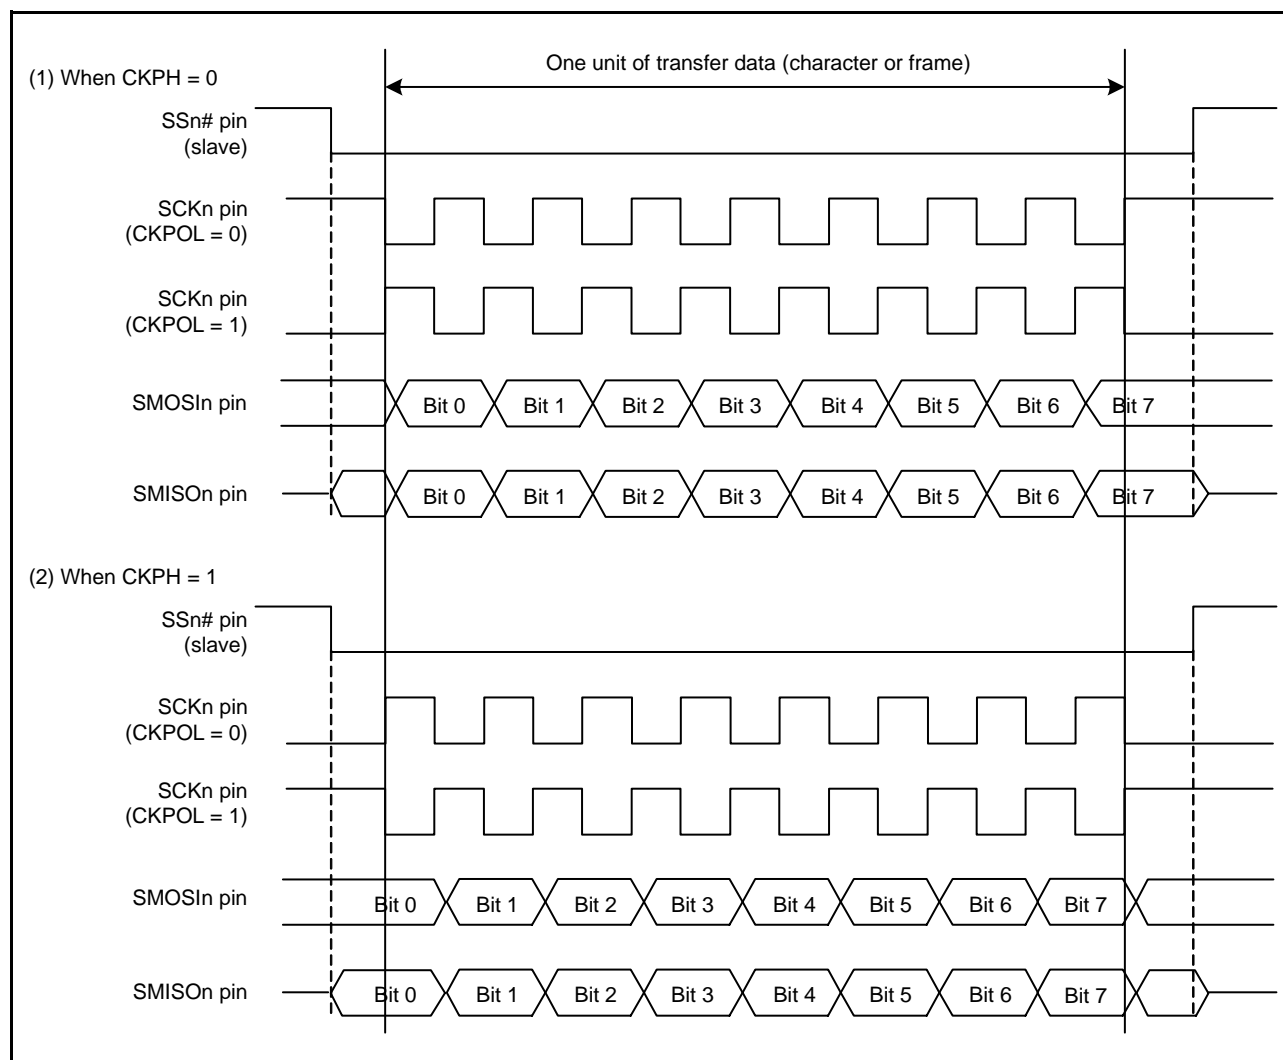 One unit of transfer data (character or frame)
(1) When CKPH = 0
SSn# pin
(slave)
SCKn pin
(CKPOL = 0)
SCKn pin
(CKPOL = 1)
SMOSIn pin
Bit 0 Bit 1 Bit 2 Bit 3 Bit 4 Bit 5 Bit 6 Bit 7
SMISOn pin
Bit 0 Bit 1 Bit 2 Bit 3 Bit 4 Bit 5 Bit 6 Bit 7
(2) When CKPH = 1
SSn# pin
(slave)
SCKn pin
(CKPOL = 0)
SCKn pin
(CKPOL = 1)
SMOSIn pin
Bit 0 Bit 1 Bit 2 Bit 3 Bit 4 Bit 5 Bit 6 Bit 7
SMISOn pin
Bit 0 Bit 1 Bit 2 Bit 3 Bit 4 Bit 5 Bit 6 Bit 7